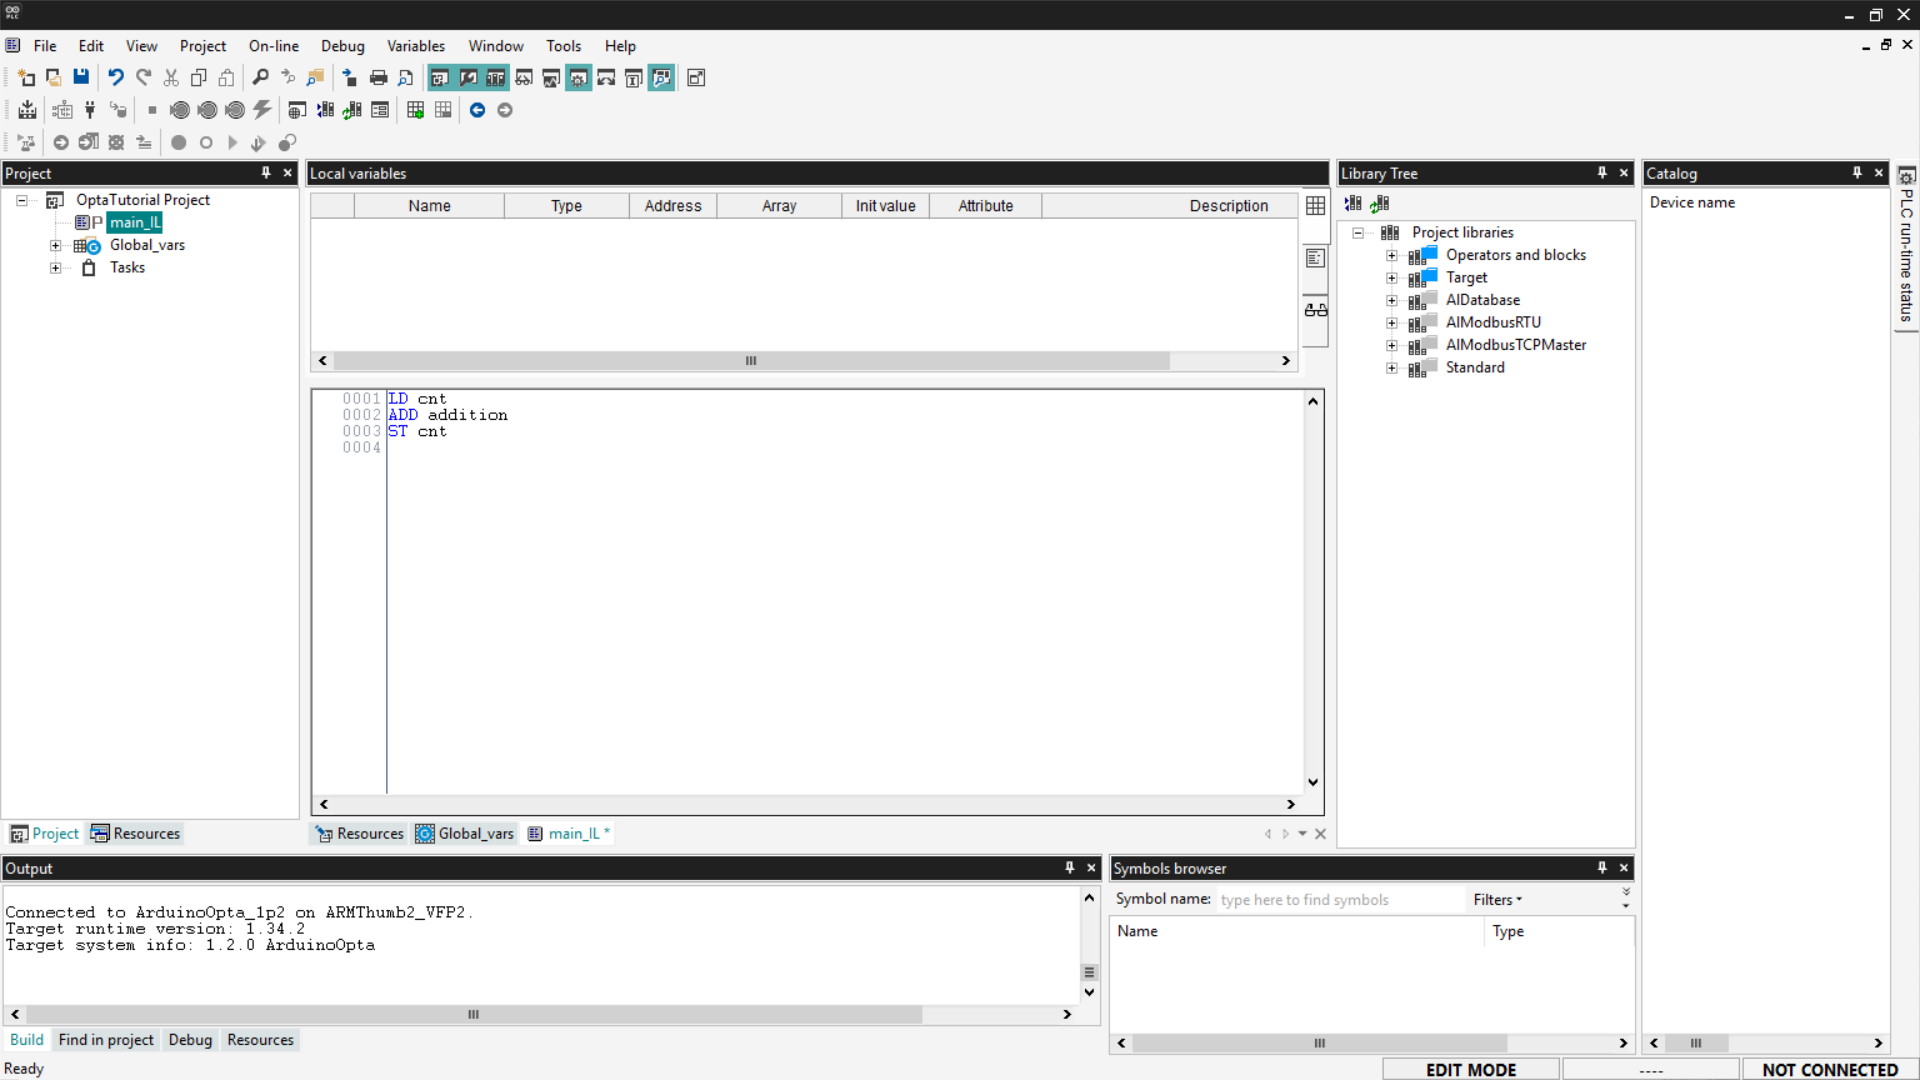 PLC
File Edit View Project On-line Debug Variables Window Tools Help
Project
OptaTutorial Project
main_IL
Global_vars
Tasks
Project Resources
Local variables
Name Type Address Array Init value Attribute Description
0001 LD cnt
0002 ADD addition
0003 ST cnt
0004
Resources Global_vars main_IL *
Library Tree
Project libraries
Operators and blocks
Target
AlDatabase
AlModbusRTU
AlModbusTCPMaster
Standard
Catalog
Device name
PLC run-time status
Output
Connected to ArduinoOpta_1p2 on ARMThumb2_VFP2.
Target runtime version: 1.34.2
Target system info: 1.2.0 ArduinoOpta
Build Find in project Debug Resources
Symbols browser
Symbol name: type here to find symbols Filters
Name Type
Ready
EDIT MODE ---- NOT CONNECTED